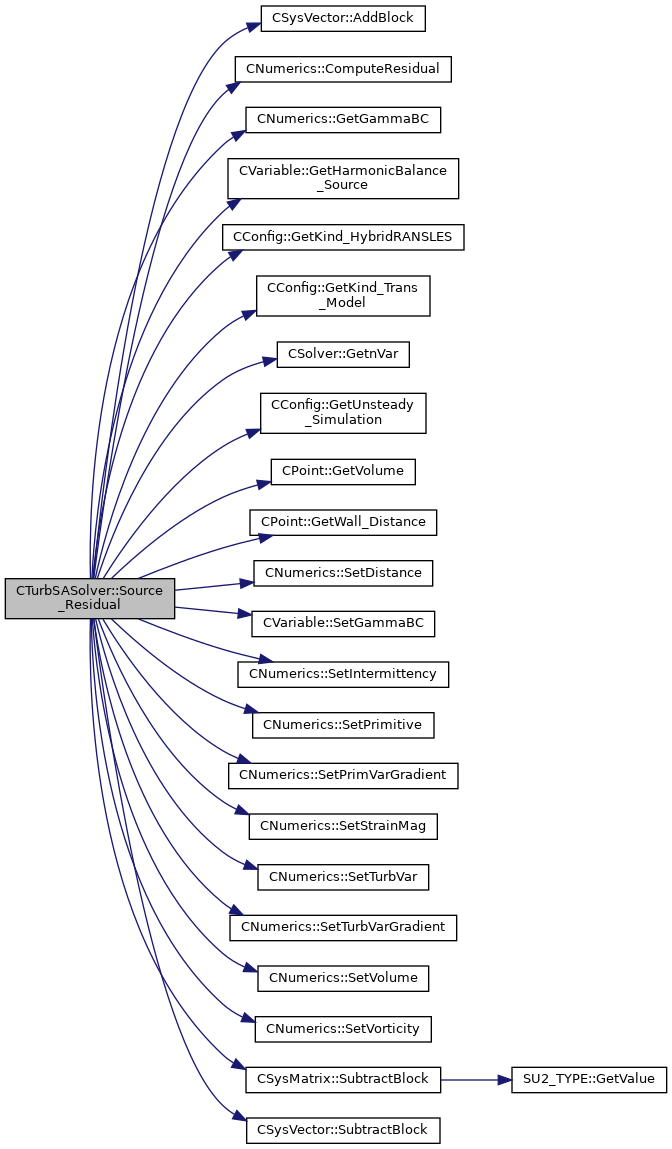 CSysVector::AddBlock
CNumerics::ComputeResidual
CNumerics::GetGammaBC
CVariable::GetHarmonicBalance
_Source
CConfig::GetKind_HybridRANSLES
CConfig::GetKind_Trans
_Model
CSolver::GetnVar
CConfig::GetUnsteady
_Simulation
CPoint::GetVolume
CPoint::GetWall_Distance
CTurbSASolver::Source
_Residual
CNumerics::SetDistance
CVariable::SetGammaBC
CNumerics::SetIntermittency
CNumerics::SetPrimitive
CNumerics::SetPrimVarGradient
CNumerics::SetStrainMag
CNumerics::SetTurbVar
CNumerics::SetTurbVarGradient
CNumerics::SetVolume
CNumerics::SetVorticity
CSysMatrix::SubtractBlock
SU2_TYPE::GetValue
CSysVector::SubtractBlock